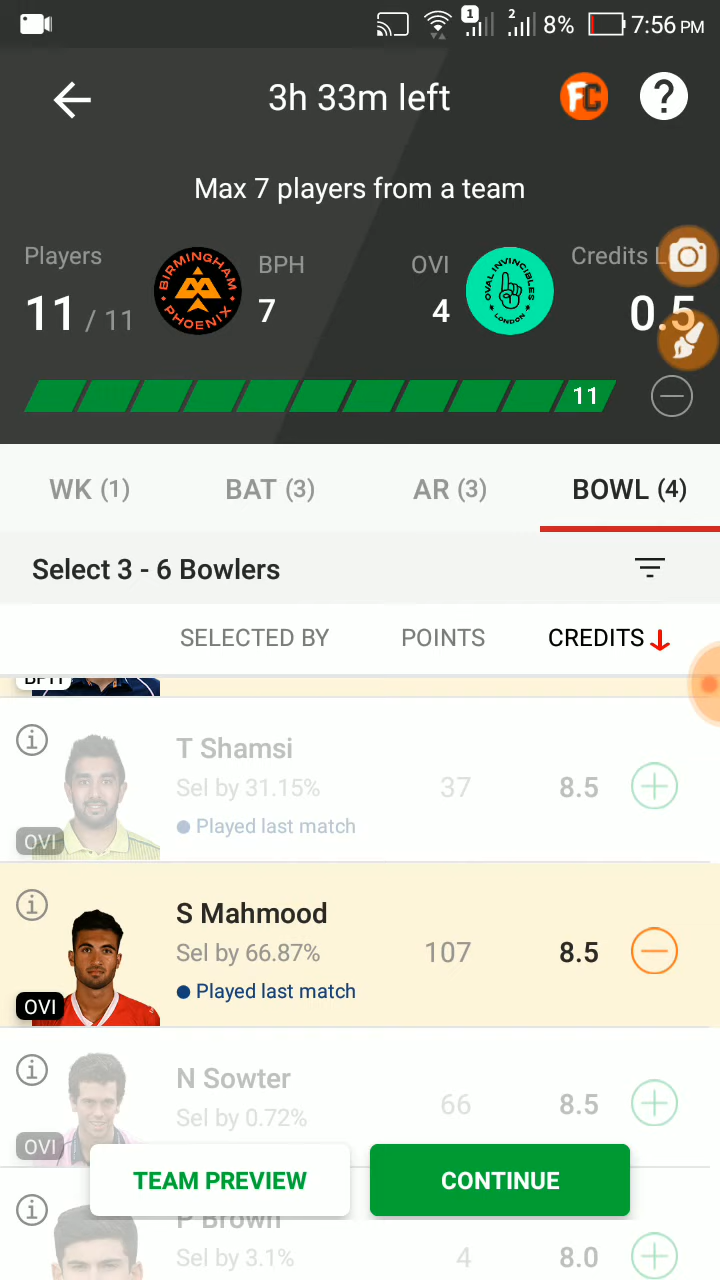 1 2 8% 7:56 PM
3h 33m left FC ?
Max 7 players from a team
Players BPH OVI Credits L
BIRMINGHAM PHOENIX OVAL INVINCIBLES LONDON
11 / 11 7 4 0.5
11
WK (1) BAT (3) AR (3) BOWL (4)
Select 3 - 6 Bowlers
SELECTED BY POINTS CREDITS
BPH
T Shamsi
Sel by 31.15% 37 8.5
Played last match
OVI
S Mahmood
Sel by 66.87% 107 8.5
Played last match
OVI
N Sowter
Sel by 0.72% 66 8.5
OVI
TEAM PREVIEW CONTINUE
P Brown
Sel by 3.1% 4 8.0